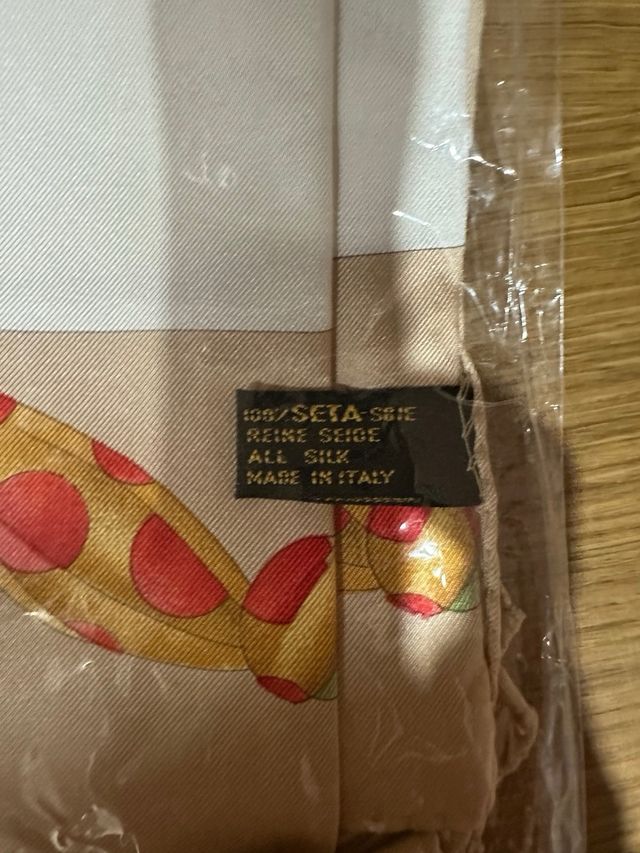 100% SETA-SOIE
REINE SEIDE
ALL SILK
MADE IN ITALY